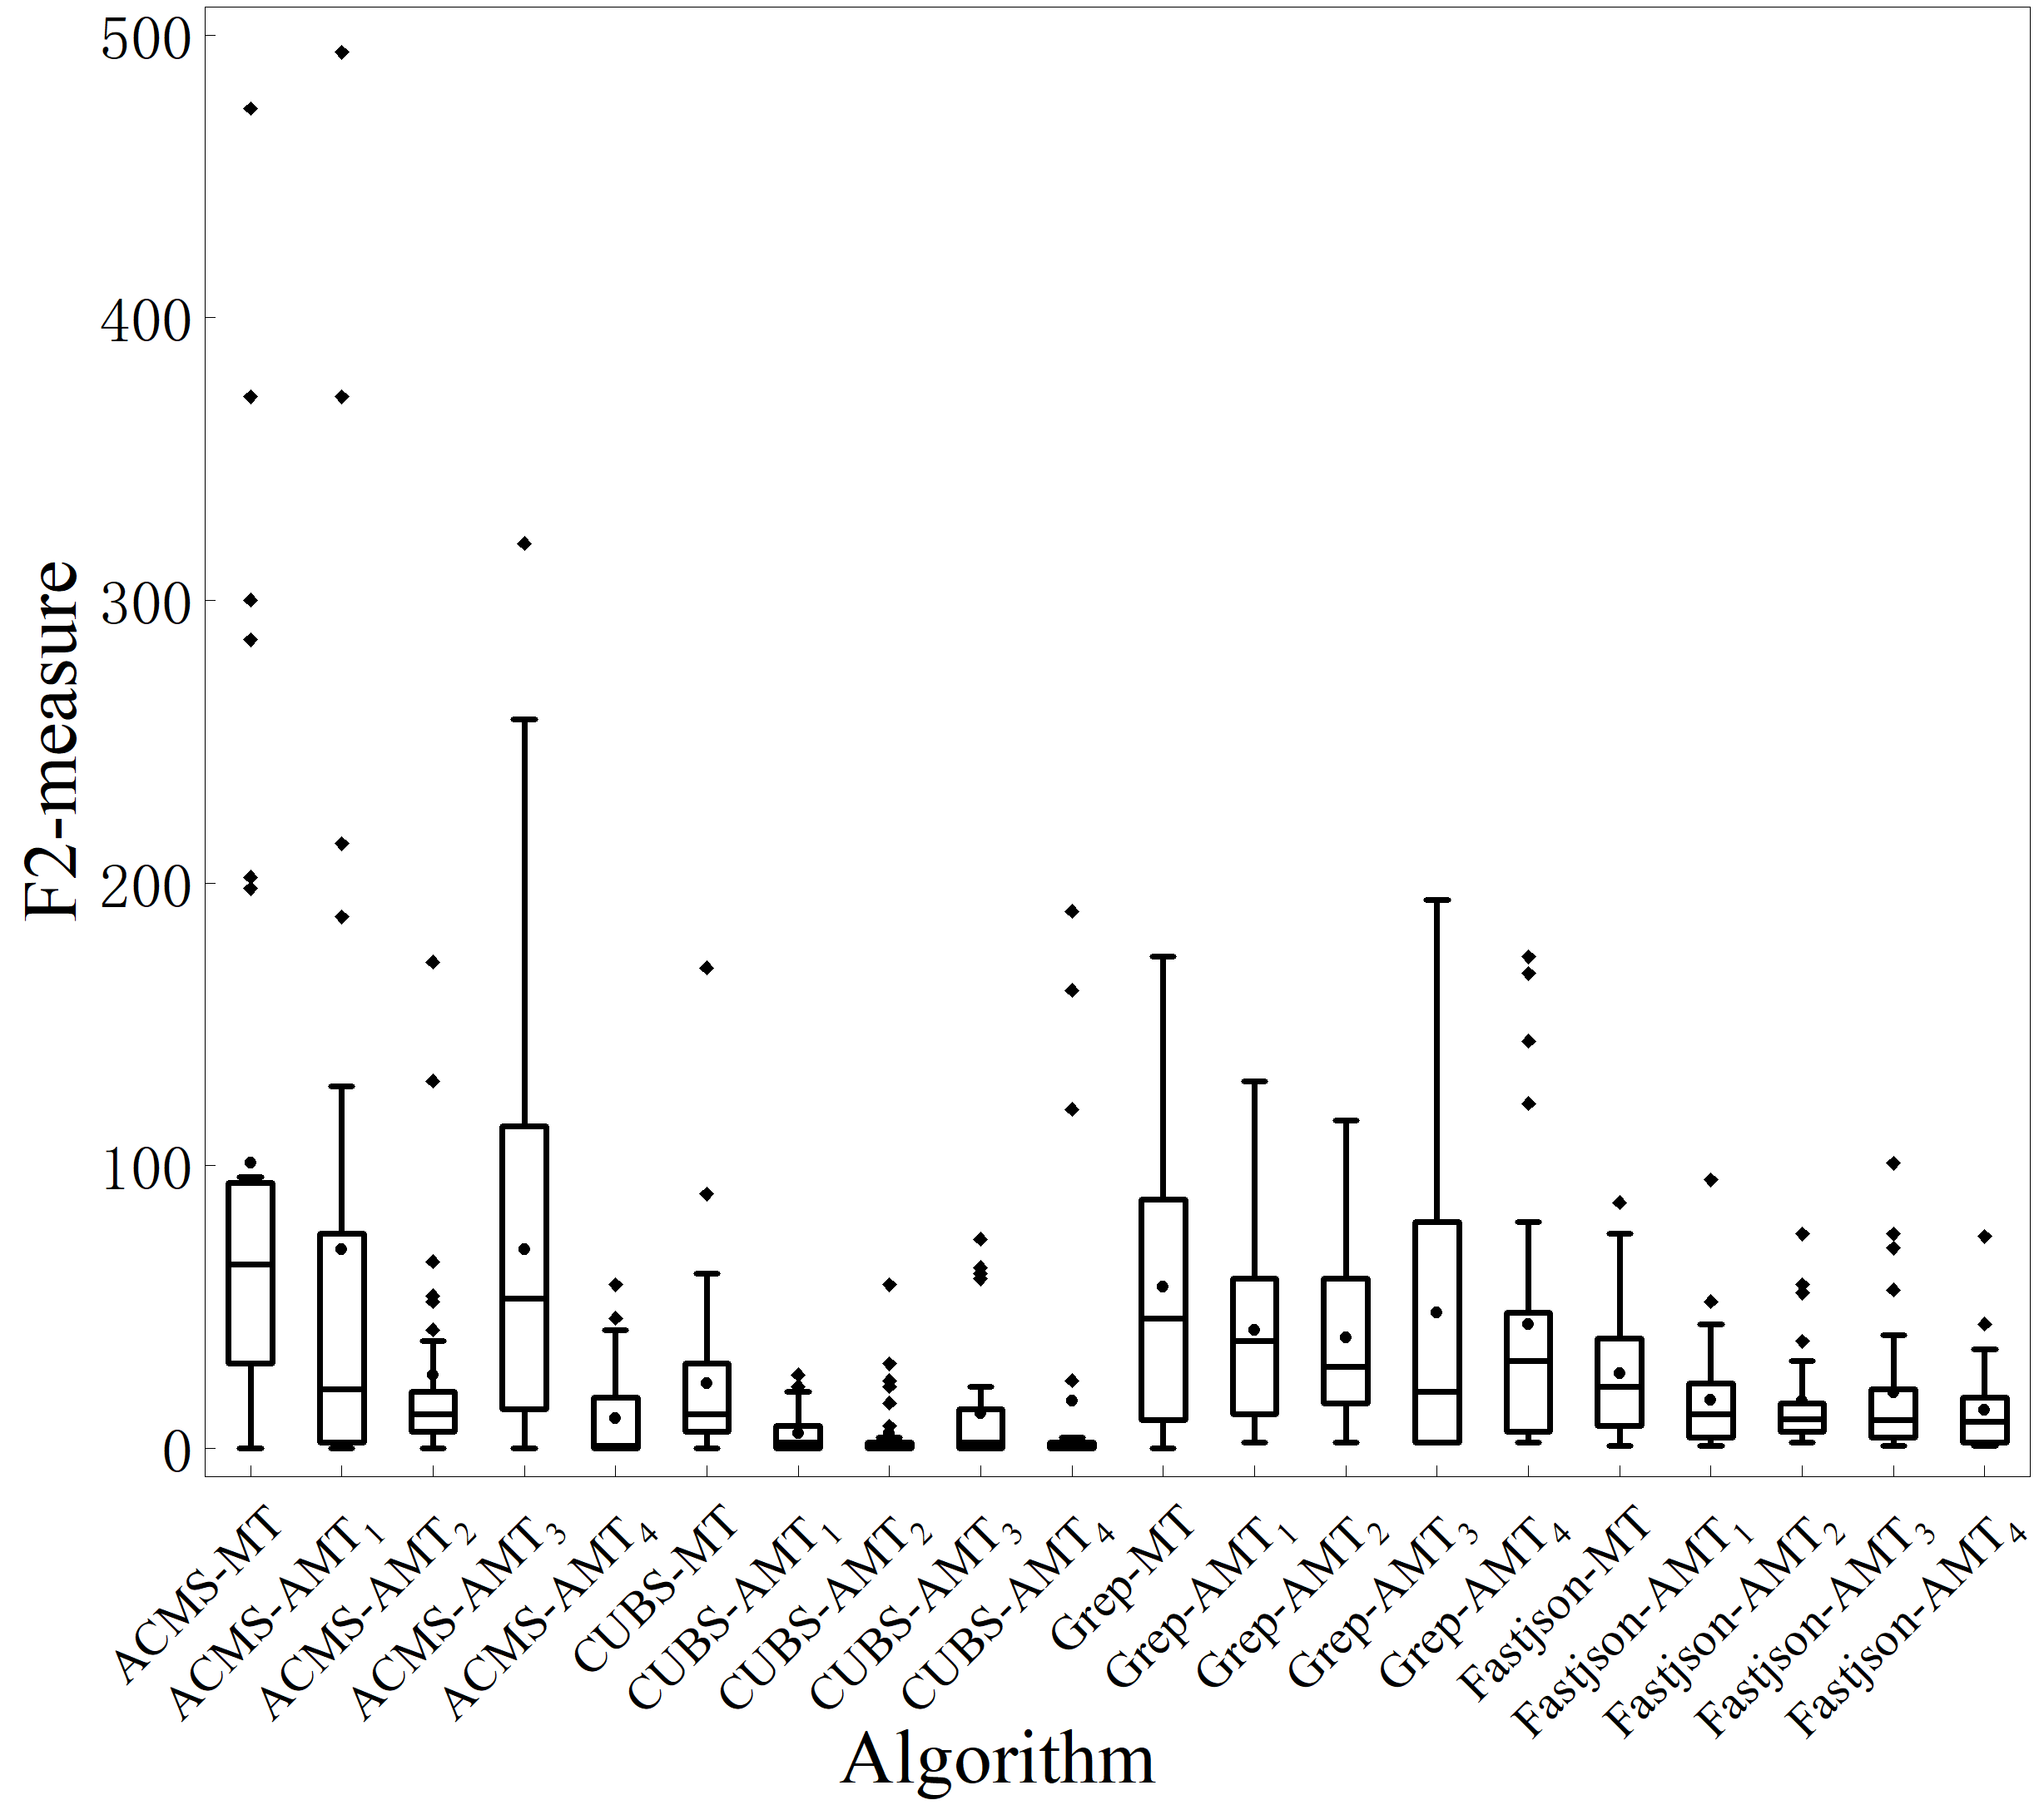 500
400
300
200
100
0
F2-measure
ACMS-MT
ACMS-AMT₁
ACMS-AMT₂
ACMS-AMT₃
ACMS-AMT₄
CUBS-MT
CUBS-AMT₁
CUBS-AMT₂
CUBS-AMT₃
CUBS-AMT₄
Grep-MT
Grep-AMT₁
Grep-AMT₂
Grep-AMT₃
Grep-AMT₄
Fastjson-MT
Fastjson-AMT₁
Fastjson-AMT₂
Fastjson-AMT₃
Fastjson-AMT₄
Algorithm